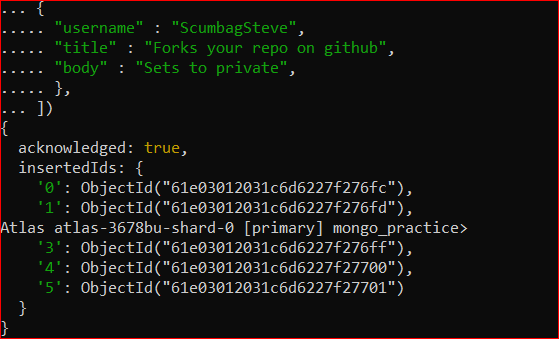 ... {
..... "username" : "ScumbagSteve",
..... "title" : "Forks your repo on github",
..... "body" : "Sets to private",
..... },
... ])
{
  acknowledged: true,
  insertedIds: {
    '0': ObjectId("61e03012031c6d6227f276fc"),
    '1': ObjectId("61e03012031c6d6227f276fd"),
Atlas atlas-3678bu-shard-0 [primary] mongo_practice>
    '3': ObjectId("61e03012031c6d6227f276ff"),
    '4': ObjectId("61e03012031c6d6227f27700"),
    '5': ObjectId("61e03012031c6d6227f27701")
  }
}